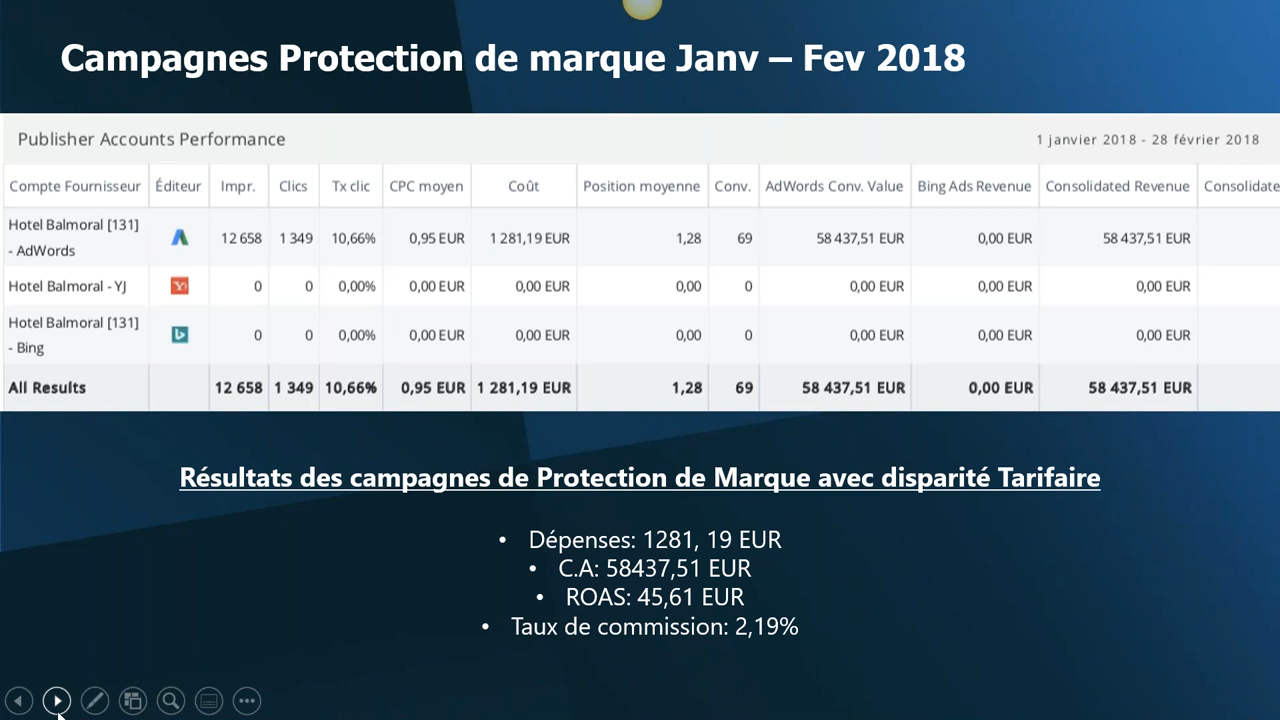 Campagnes Protection de marque Janv – Fev 2018
Publisher Accounts Performance 1 janvier 2018 - 28 février 2018
Compte Fournisseur Éditeur Impr. Clics Tx clic CPC moyen Coût Position moyenne Conv. AdWords Conv. Value Bing Ads Revenue Consolidated Revenue Consolidate
Hotel Balmoral [131]
- AdWords 12 658 1 349 10,66% 0,95 EUR 1 281,19 EUR 1,28 69 58 437,51 EUR 0,00 EUR 58 437,51 EUR
Hotel Balmoral - YJ 0 0 0,00% 0,00 EUR 0,00 EUR 0,00 0 0,00 EUR 0,00 EUR 0,00 EUR
Hotel Balmoral [131]
- Bing 0 0 0,00% 0,00 EUR 0,00 EUR 0,00 0 0,00 EUR 0,00 EUR 0,00 EUR
All Results 12 658 1 349 10,66% 0,95 EUR 1 281,19 EUR 1,28 69 58 437,51 EUR 0,00 EUR 58 437,51 EUR
Résultats des campagnes de Protection de Marque avec disparité Tarifaire
• Dépenses: 1281, 19 EUR
• C.A: 58437,51 EUR
• ROAS: 45,61 EUR
• Taux de commission: 2,19%